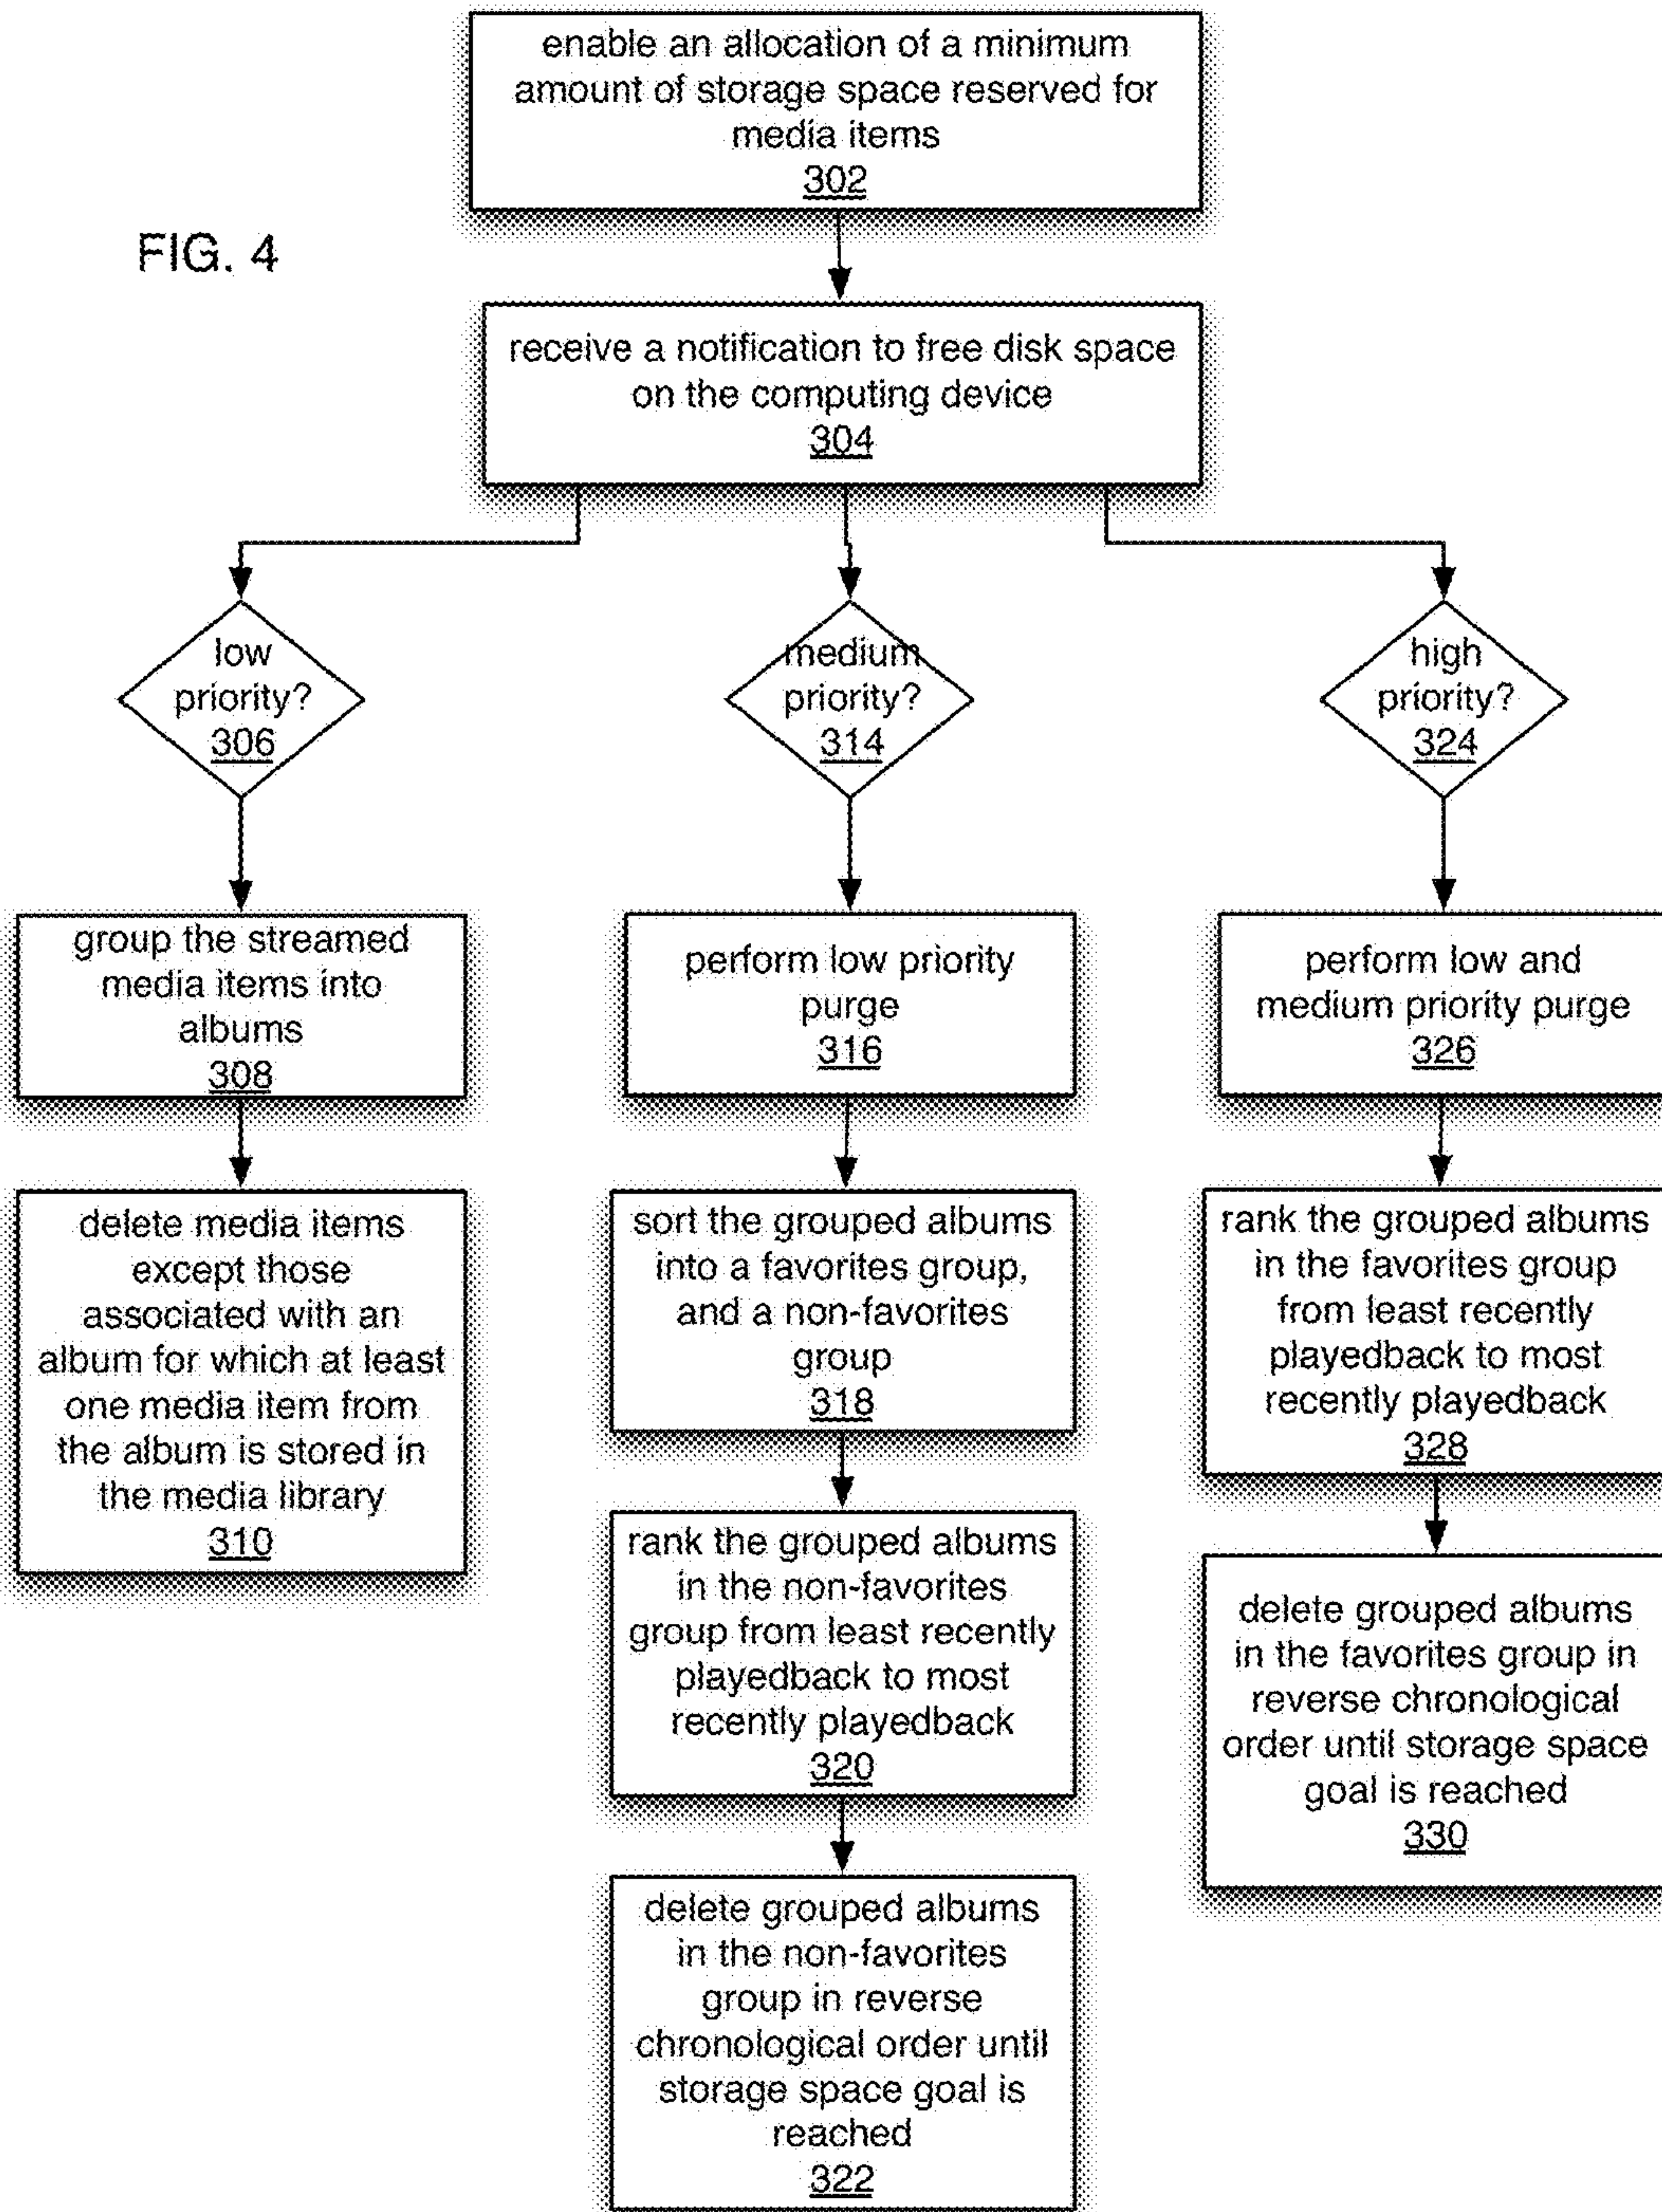 enable an allocation of a minimum
amount of storage space reserved for
media items
302
FIG. 4
receive a notification to free disk space
on the computing device
304
low
priority?
306
medium
priority?
314
high
priority?
324
group the streamed
media items into
albums
308
perform low priority
purge
316
perform low and
medium priority purge
326
delete media items
except those
associated with an
album for which at least
one media item from
the album is stored in
the media library
310
sort the grouped albums
into a favorites group,
and a non-favorites
group
318
rank the grouped albums
in the favorites group
from least recently
playedback to most
recently playedback
328
rank the grouped albums
in the non-favorites
group from least recently
playedback to most
recently playedback
320
delete grouped albums
in the favorites group in
reverse chronological
order until storage space
goal is reached
330
delete grouped albums
in the non-favorites
group in reverse
chronological order until
storage space goal is
reached
322